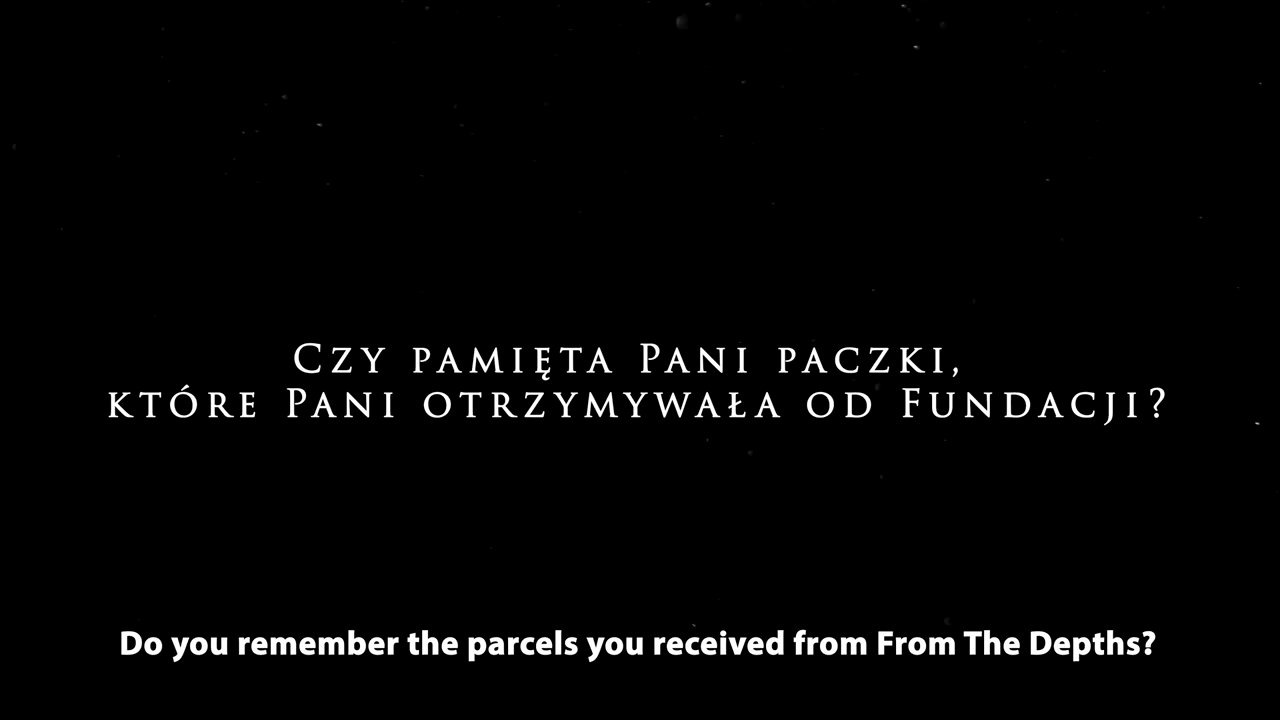 Czy pamięta Pani paczki,
które Pani otrzymywała od Fundacji?
Do you remember the parcels you received from From The Depths?